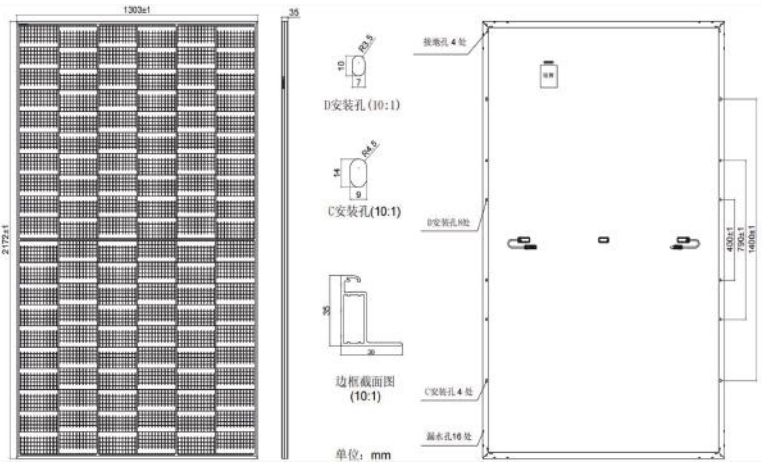 1303±1
35
2172±1
R3.5
10
7
D安装孔(10:1)
R4.5
14
9
C安装孔(10:1)
35
30
边框截面图
(10:1)
单位：mm
接地孔 4 处
铭牌
D安装孔8处
C安装孔 4 处
漏水孔16 处
400±1
790±1
1400±1